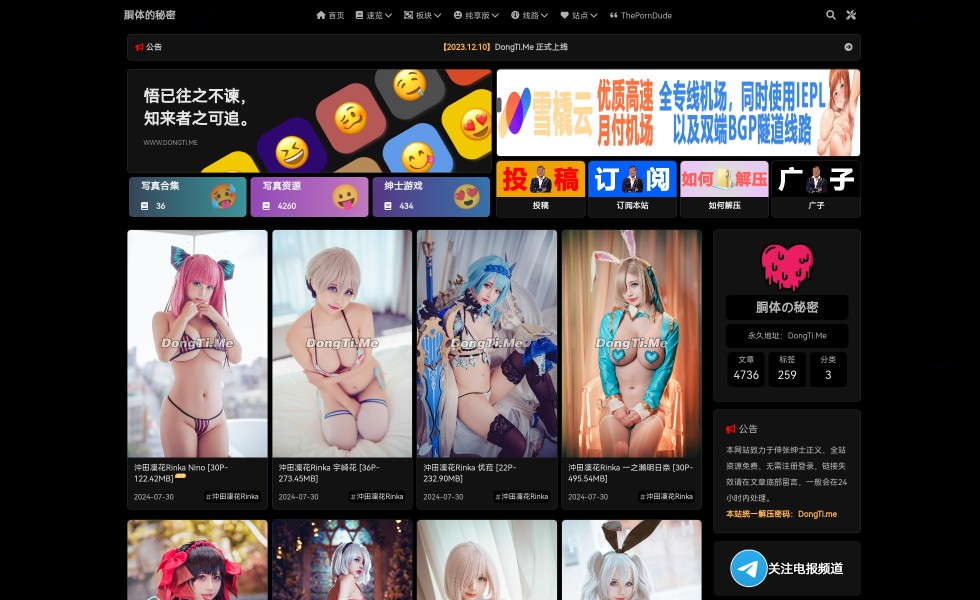 胴体的秘密
首页
速览
板块
纯享版
线路
站点
ThePornDude
公告
【2023.12.10】DongTi.Me 正式上线
悟已往之不谏，
知来者之可追。
WWW.DONGTI.ME
雪橇云
优质高速
月付机场
全专线机场，同时使用IEPL
以及双端BGP隧道线路
写真合集
36
写真资源
4260
绅士游戏
434
投稿
投稿
订阅
订阅本站
如何解压
如何解压
广子
广子
DongTi.Me
DongTi.Me
DongTi.Me
DongTi.Me
沖田凜花Rinka Nino [30P-
122.42MB]
2024-07-30
#沖田凜花Rinka
沖田凜花Rinka 宇崎花 [36P-
273.45MB]
2024-07-30
#沖田凜花Rinka
沖田凜花Rinka 优菈 [22P-
232.90MB]
2024-07-30
#沖田凜花Rinka
沖田凜花Rinka 一之濑明日奈 [30P-
495.54MB]
2024-07-30
#沖田凜花Rinka
胴体の秘密
永久地址：DongTi.Me
文章
4736
标签
259
分类
3
公告
本网站致力于伸张绅士正义，全站
资源免费，无需注册登录，链接失
效请在文章底部留言，一般会在24
小时内处理。
本站统一解压密码：DongTi.me
关注电报频道